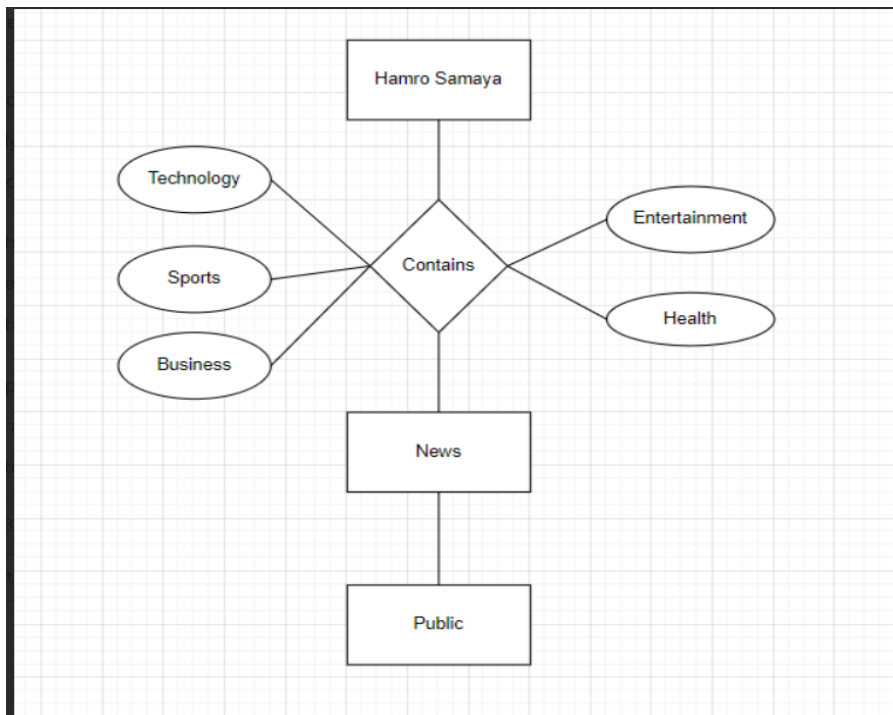 Hamro Samaya
Technology
Entertainment
Contains
Sports
Health
Business
News
Public